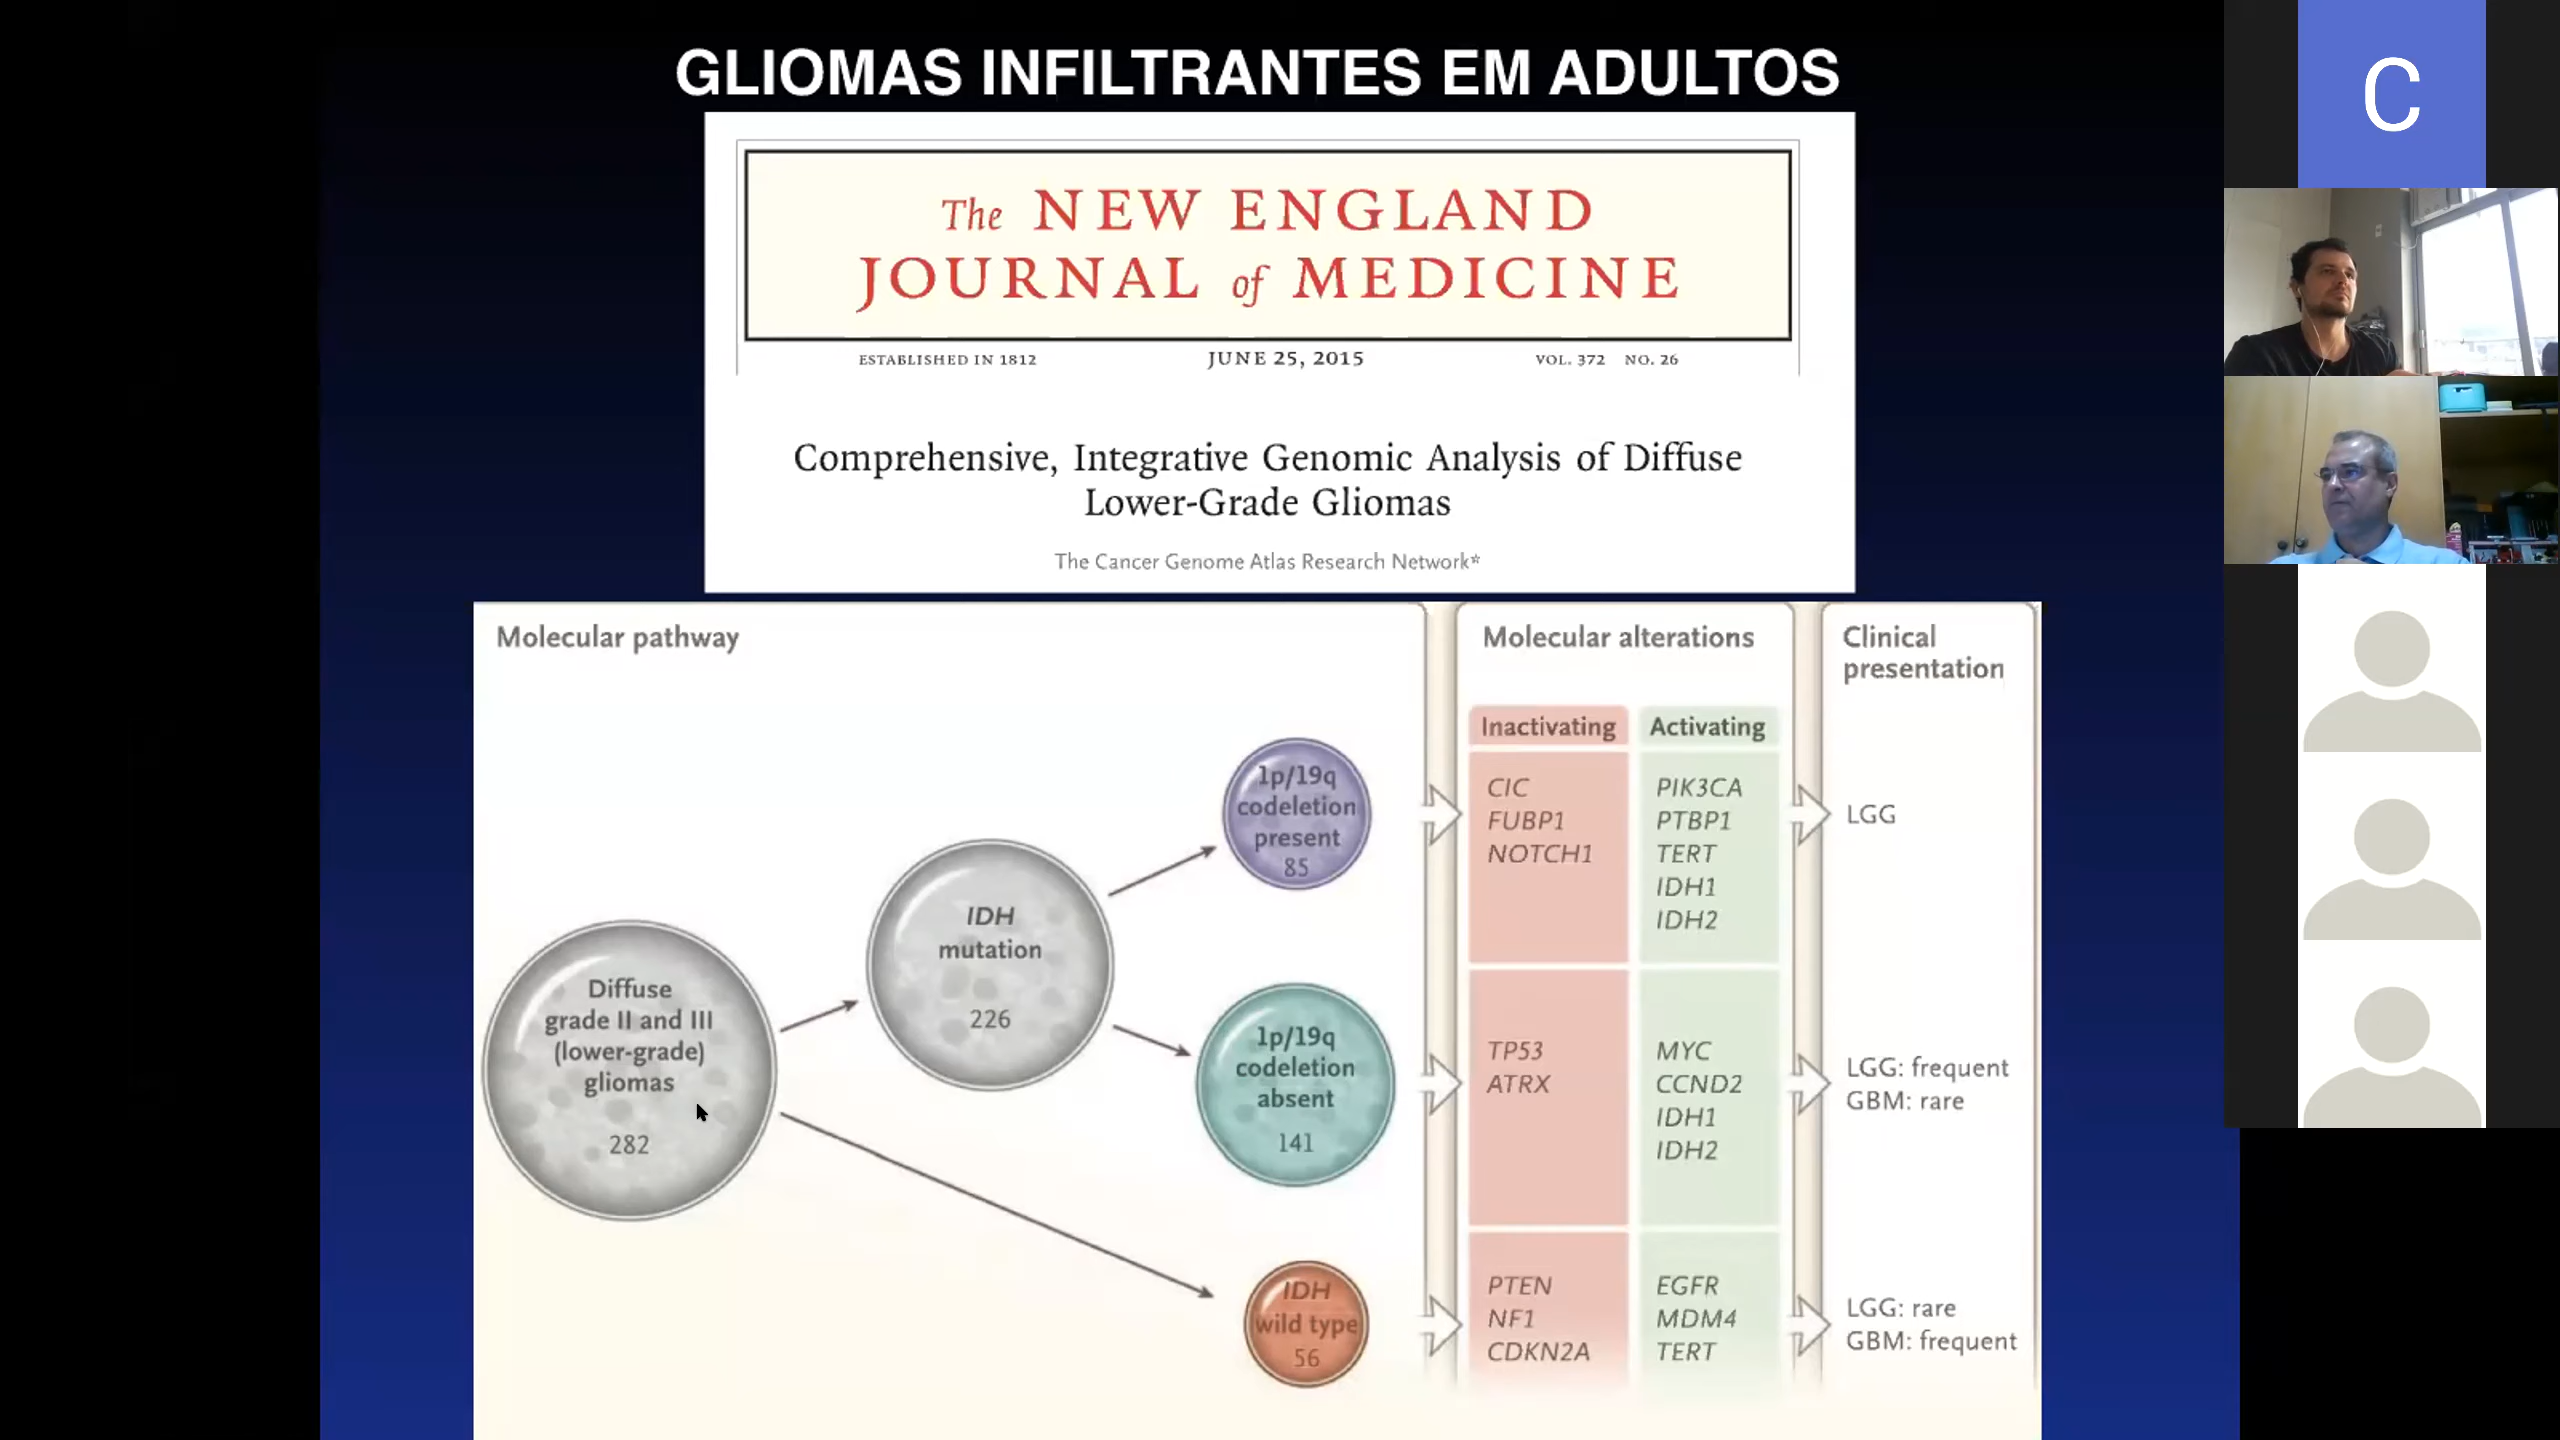 GLIOMAS INFILTRANTES EM ADULTOS
The NEW ENGLAND
JOURNAL of MEDICINE
ESTABLISHED IN 1812 JUNE 25, 2015 VOL. 372 NO. 26
Comprehensive, Integrative Genomic Analysis of Diffuse
Lower-Grade Gliomas
The Cancer Genome Atlas Research Network*
Molecular pathway
Diffuse
grade II and III
(lower-grade)
gliomas
282
IDH
mutation
226
1p/19q
codeletion
present
85
1p/19q
codeletion
absent
141
IDH
wild type
56
Molecular alterations
Inactivating
Activating
CIC
FUBP1
NOTCH1
PIK3CA
PTBP1
TERT
IDH1
IDH2
TP53
ATRX
MYC
CCND2
IDH1
IDH2
PTEN
NF1
CDKN2A
EGFR
MDM4
TERT
Clinical
presentation
LGG
LGG: frequent
GBM: rare
LGG: rare
GBM: frequent
C